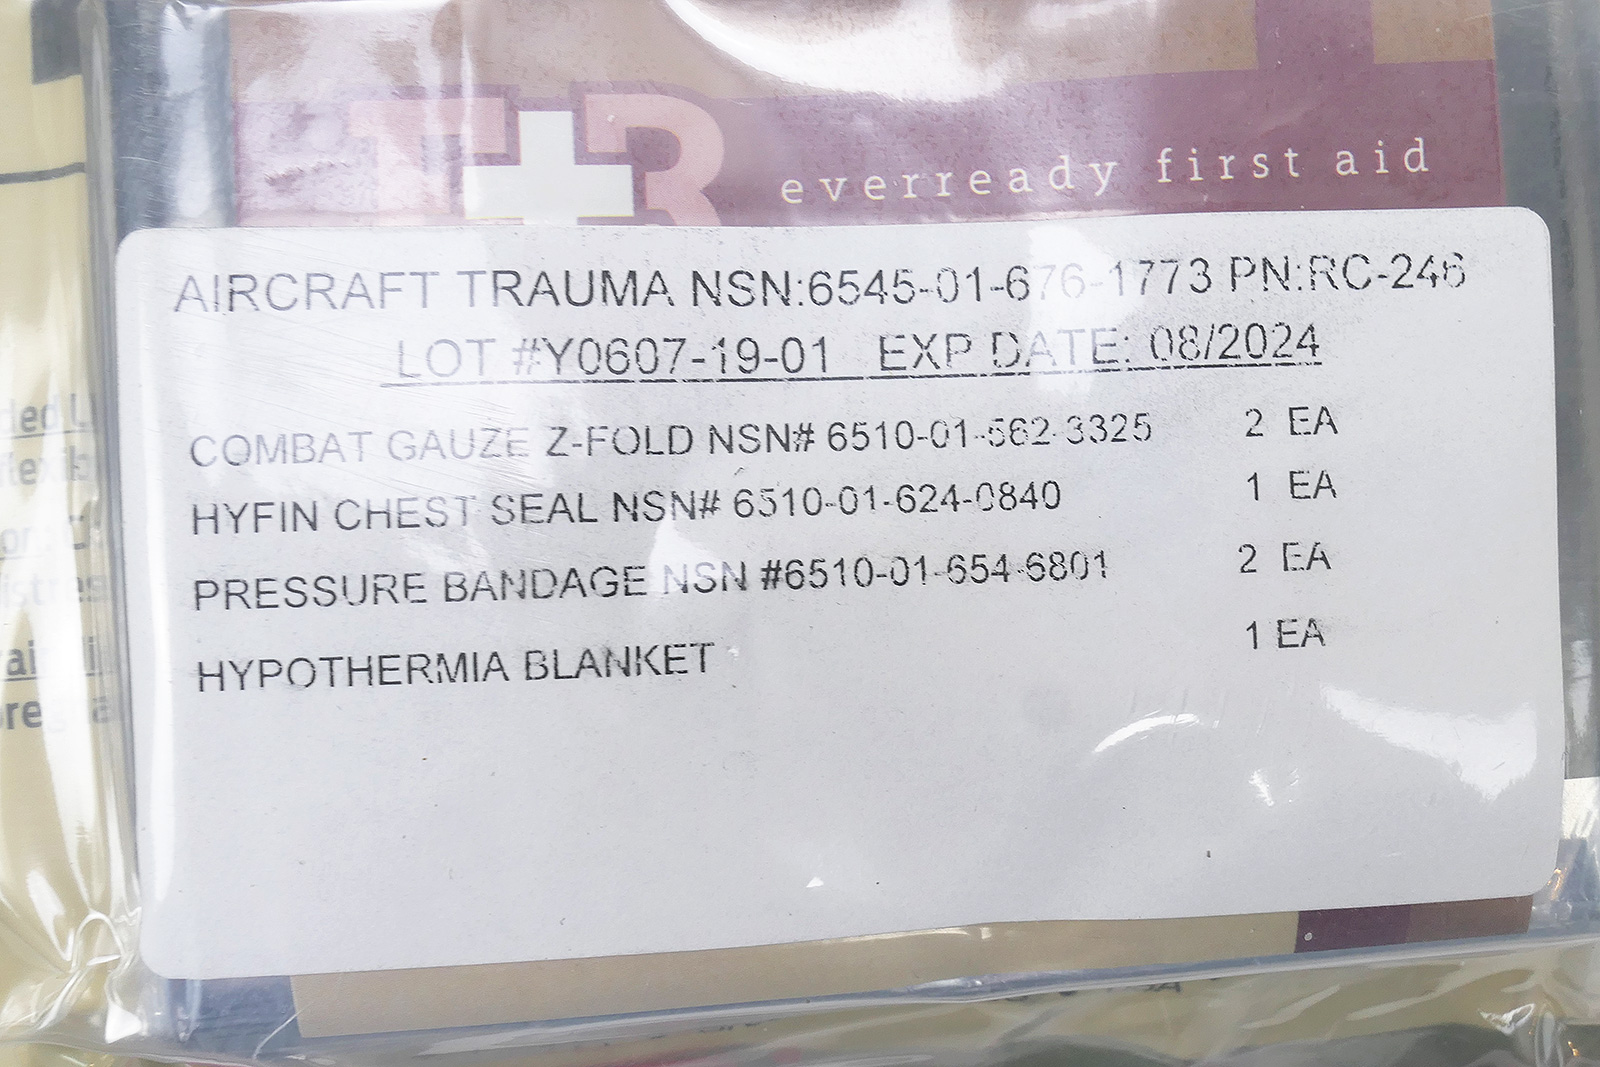 everready first aid
AIRCRAFT TRAUMA NSN:6545-01-676-1773 PN:RC-246
LOT #Y0607-19-01 EXP DATE: 08/2024
COMBAT GAUZE Z-FOLD NSN# 6510-01-562-3325 2 EA
HYFIN CHEST SEAL NSN# 6510-01-624-0840 1 EA
PRESSURE BANDAGE NSN #6510-01-654-6801 2 EA
HYPOTHERMIA BLANKET 1 EA